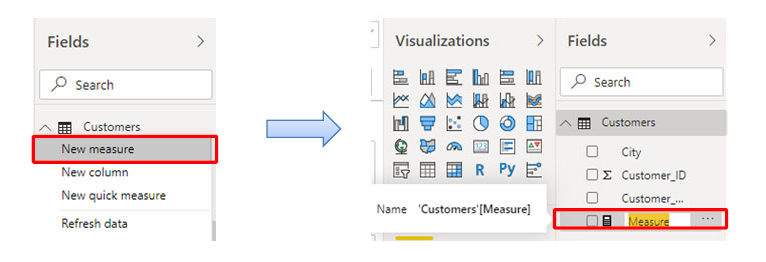 Fields
Search
Customers
New measure
New column
New quick measure
Refresh data
Visualizations
R
Py
123
Name 'Customers'[Measure]
Fields
Search
Customers
City
Σ Customer_ID
Customer_...
Measure ...